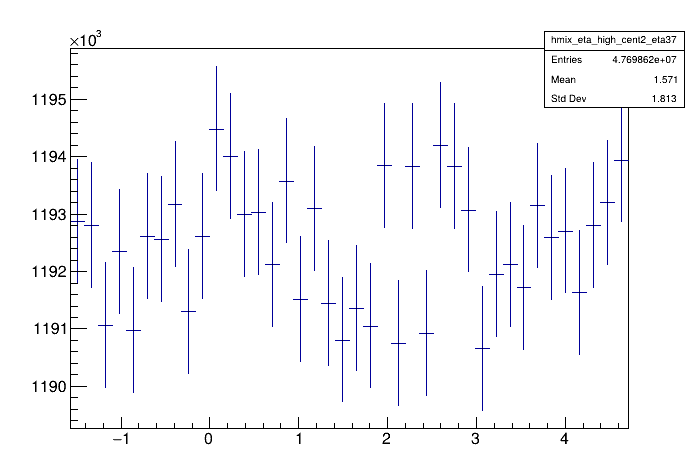 ×10³
hmix_eta_high_cent2_eta37
Entries 4.769862e+07
Mean 1.571
Std Dev 1.813
1195
1194
1193
1192
1191
1190
−1 0 1 2 3 4